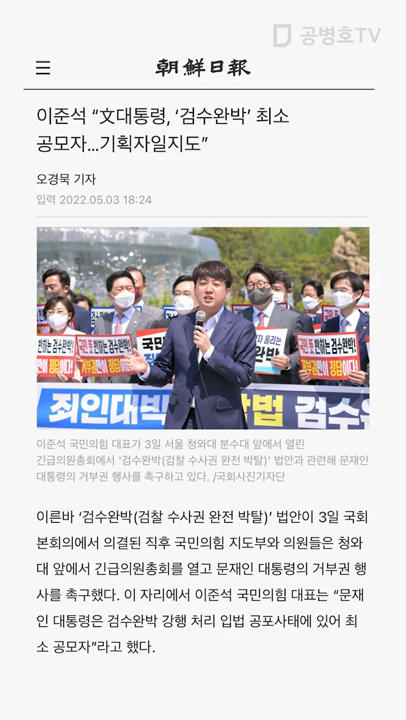 공병호TV
朝鮮日報
이준석 “文대통령, ‘검수완박’ 최소
공모자...기획자일지도”
오경묵 기자
입력 2022.05.03 18:24
죄인대박
법 검수완
이준석 국민의힘 대표가 3일 서울 청와대 분수대 앞에서 열린
긴급의원총회에서 '검수완박(검찰 수사권 완전 박탈)' 법안과 관련해 문재인
대통령의 거부권 행사를 촉구하고 있다. /국회사진기자단
이른바 ‘검수완박(검찰 수사권 완전 박탈)’ 법안이 3일 국회
본회의에서 의결된 직후 국민의힘 지도부와 의원들은 청와
대 앞에서 긴급의원총회를 열고 문재인 대통령의 거부권 행
사를 촉구했다. 이 자리에서 이준석 국민의힘 대표는 “문재
인 대통령은 검수완박 강행 처리 입법 공포사태에 있어 최
소 공모자”라고 했다.